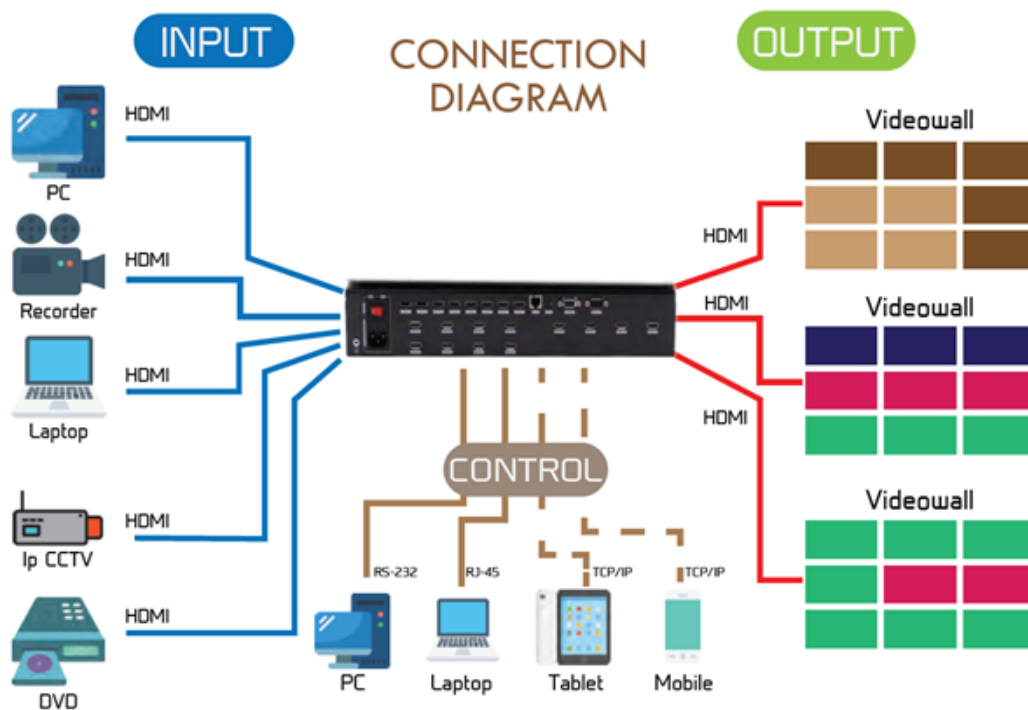 INPUT
CONNECTION
DIAGRAM
OUTPUT
HDMI
PC
HDMI
Recorder
HDMI
Laptop
HDMI
Ip CCTV
HDMI
DVD
CONTROL
RS-232
RJ-45
TCP/IP
TCP/IP
PC
Laptop
Tablet
Mobile
HDMI
HDMI
HDMI
Videowall
Videowall
Videowall